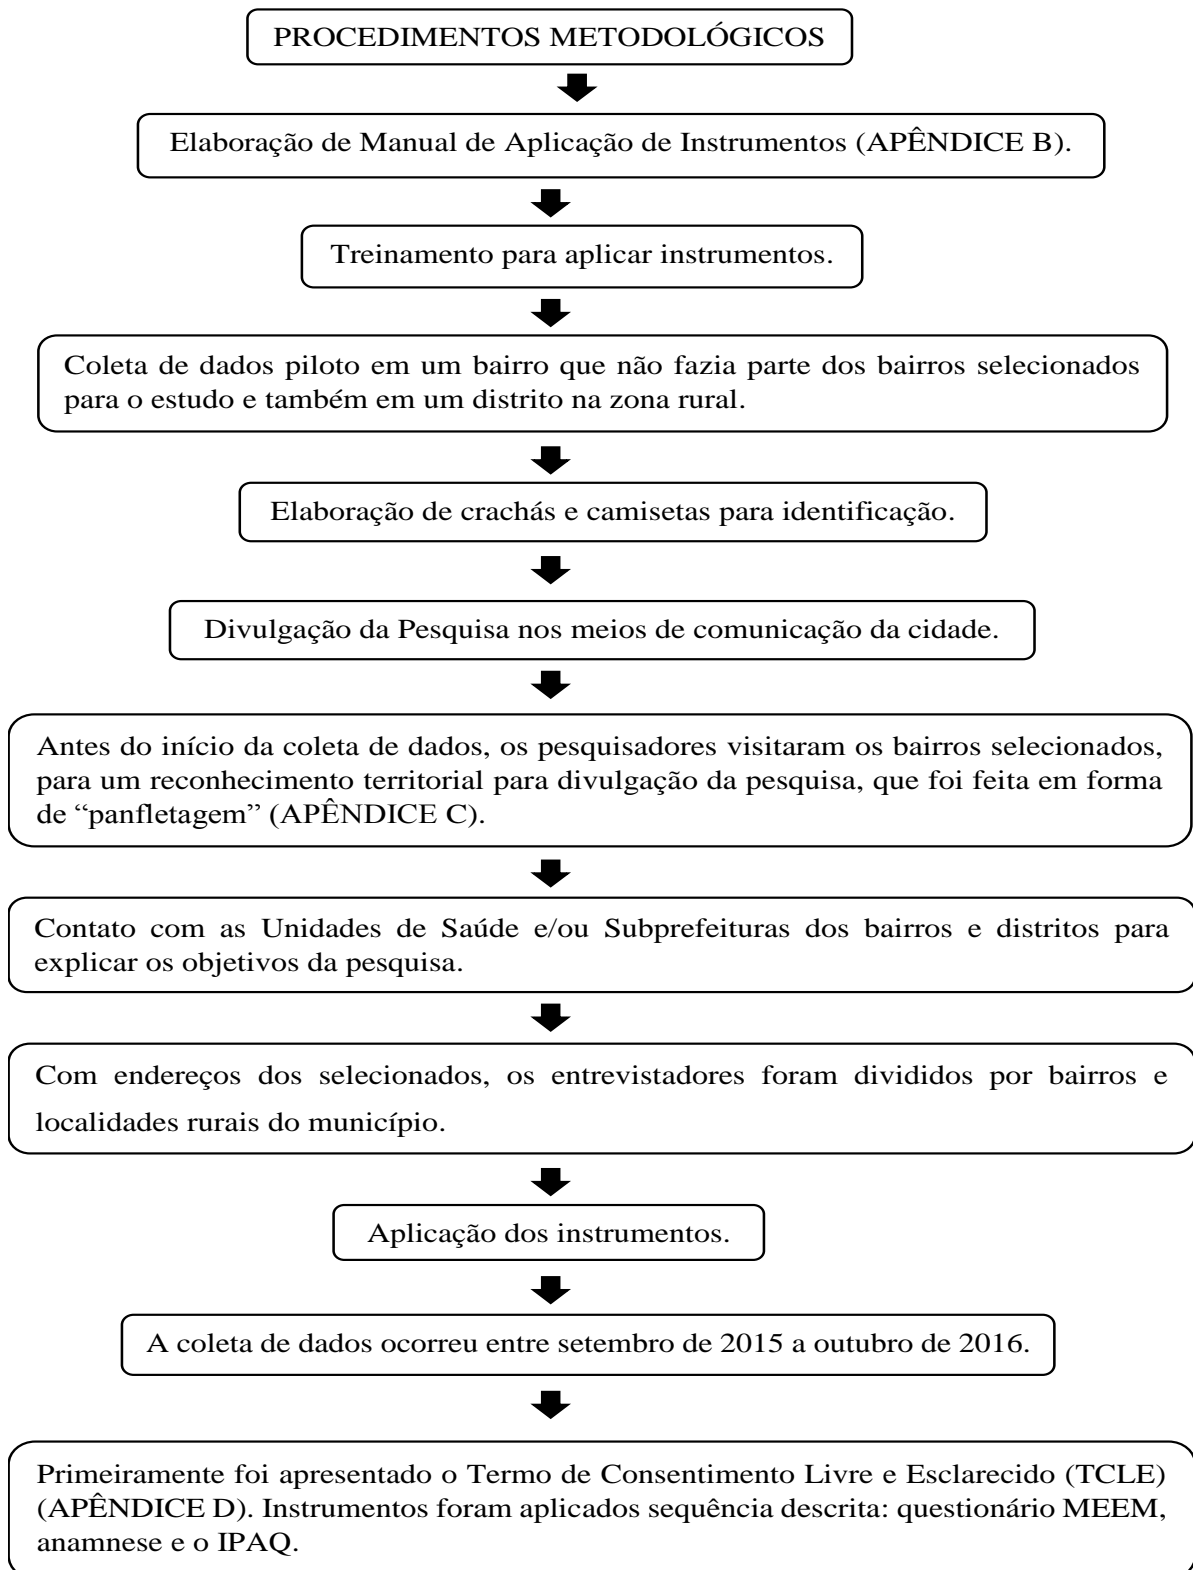 PROCEDIMENTOS METODOLÓGICOS
Elaboração de Manual de Aplicação de Instrumentos (APÊNDICE B).
Treinamento para aplicar instrumentos.
Coleta de dados piloto em um bairro que não fazia parte dos bairros selecionados
para o estudo e também em um distrito na zona rural.
Elaboração de crachás e camisetas para identificação.
Divulgação da Pesquisa nos meios de comunicação da cidade.
Antes do início da coleta de dados, os pesquisadores visitaram os bairros selecionados,
para um reconhecimento territorial para divulgação da pesquisa, que foi feita em forma
de “panfletagem” (APÊNDICE C).
Contato com as Unidades de Saúde e/ou Subprefeituras dos bairros e distritos para
explicar os objetivos da pesquisa.
Com endereços dos selecionados, os entrevistadores foram divididos por bairros e
localidades rurais do município.
Aplicação dos instrumentos.
A coleta de dados ocorreu entre setembro de 2015 a outubro de 2016.
Primeiramente foi apresentado o Termo de Consentimento Livre e Esclarecido (TCLE)
(APÊNDICE D). Instrumentos foram aplicados sequência descrita: questionário MEEM,
anamnese e o IPAQ.